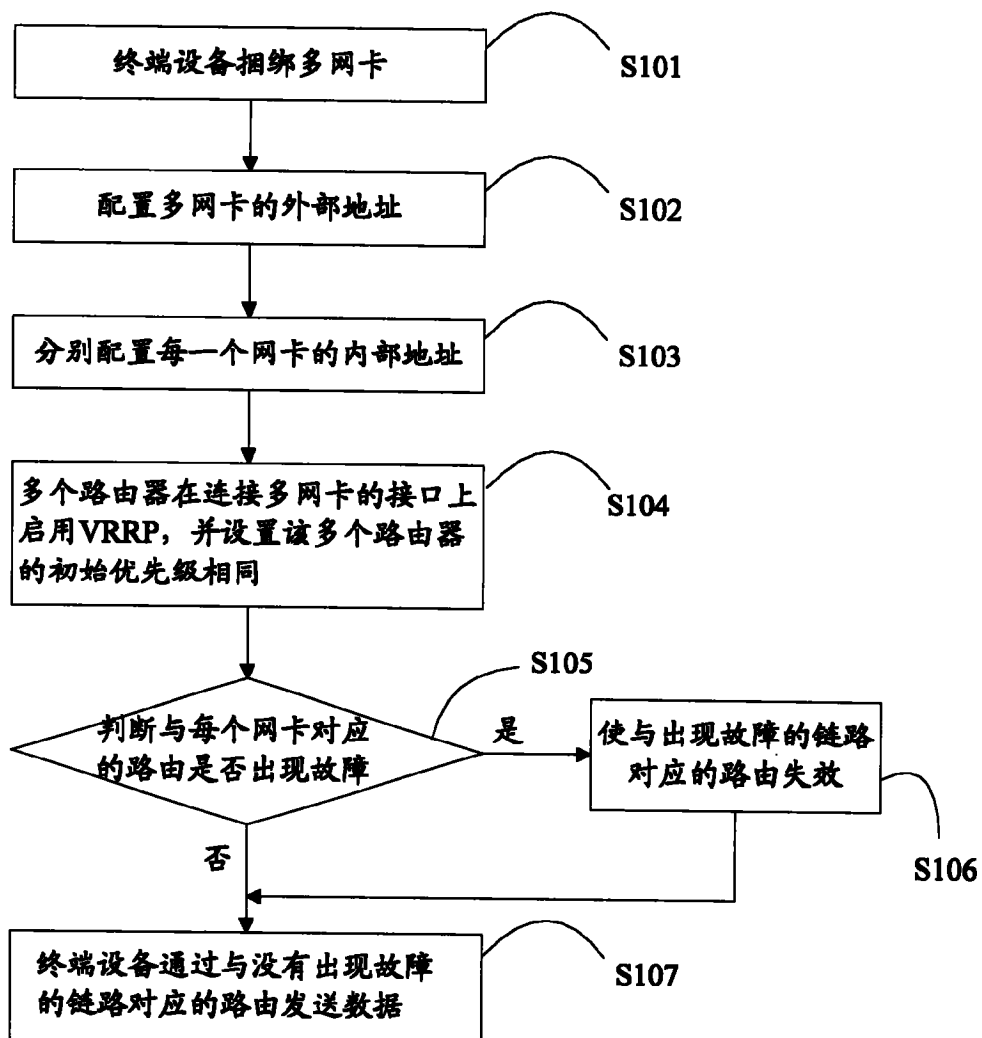 终端设备捆绑多网卡
S101
配置多网卡的外部地址
S102
分别配置每一个网卡的内部地址
S103
多个路由器在连接多网卡的接口上
启用VRRP，并设置该多个路由器
的初始优先级相同
S104
S105
判断与每个网卡对应
的路由是否出现故障
是
使与出现故障的链路
对应的路由失效
S106
否
终端设备通过与没有出现故障
的链路对应的路由发送数据
S107